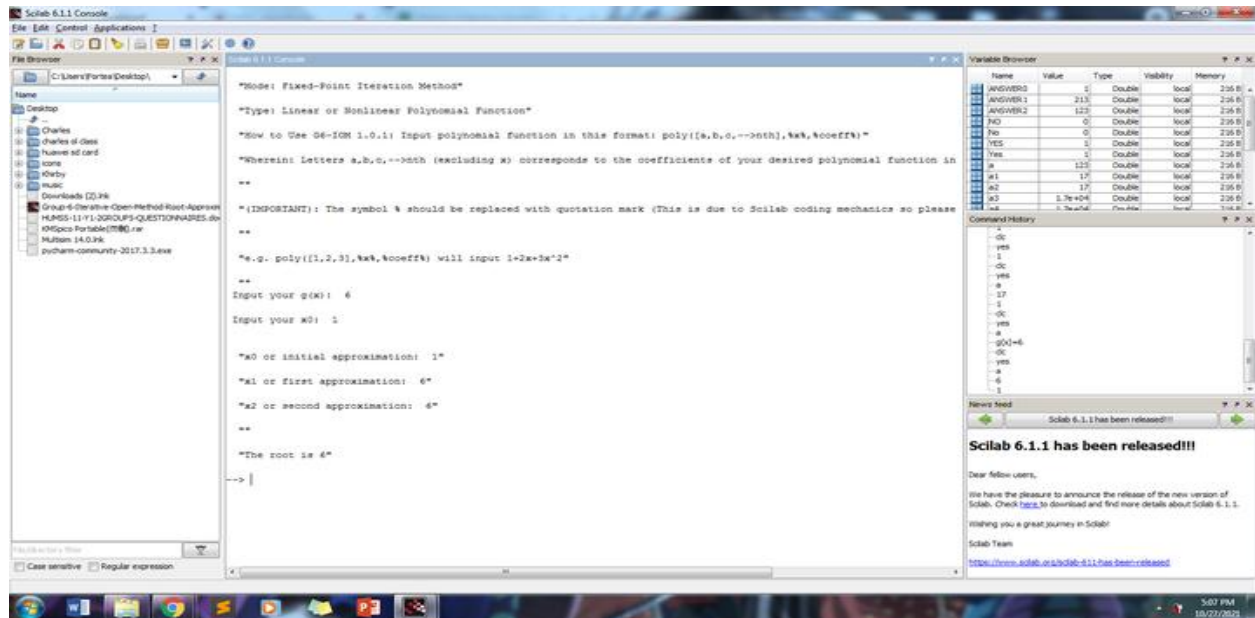 Scilab 6.1.1 Console
File Edit Control Applications ?
File Browser
C:\Users\Fortea\Desktop\
Name
Desktop
..
Charles
charles ol class
huawei sd card
icons
Khirby
music
Downloads (2).lnk
Group-6-(Iterative-Open-Method-Root-Approxim
HUMSS-11-Y1-2GROUPS-QUESTIONNAIRES.do
KMSpico Portable().rar
Multisim 14.0.lnk
pycharm-community-2017.3.3.exe
Case sensitive Regular expression
Scilab 6.1.1 Console
"Mode: Fixed-Point Iteration Method"
"Type: Linear or Nonlinear Polynomial Function"
"How to Use G6-IOM 1.0.1: Input polynomial function in this format: poly([a,b,c,-->nth],%x%,%coeff%)"
"Wherein: Letters a,b,c,-->nth (excluding x) corresponds to the coefficients of your desired polynomial function in
""
"(IMPORTANT): The symbol % should be replaced with quotation mark (This is due to Scilab coding mechanics so please
""
"e.g. poly([1,2,3],%x%,%coeff%) will input 1+2x+3x^2"
""
Input your g(x): 6
Input your x0: 1
"x0 or initial approximation: 1"
"x1 or first approximation: 6"
"x2 or second approximation: 6"
""
"The root is 6"
-->
Variable Browser
Name Value Type Visibility Memory
ANSWER0 1 Double local 216 B
ANSWER1 213 Double local 216 B
ANSWER2 123 Double local 216 B
NO 0 Double local 216 B
No 0 Double local 216 B
YES 1 Double local 216 B
Yes 1 Double local 216 B
a 123 Double local 216 B
a1 17 Double local 216 B
a2 17 Double local 216 B
a3 1.7e+04 Double local 216 B
Command History
1
dc
yes
1
dc
yes
a
17
1
dc
yes
a
g(x)=6
dc
yes
a
6
1
News feed
Scilab 6.1.1 has been released!!!
Scilab 6.1.1 has been released!!!
Dear fellow users,
We have the pleasure to announce the release of the new version of
Scilab. Check here to download and find more details about Scilab 6.1.1.
Wishing you a great journey in Scilab!
Scilab Team
https://www.scilab.org/scilab-611-has-been-released
5:07 PM
10/27/2021